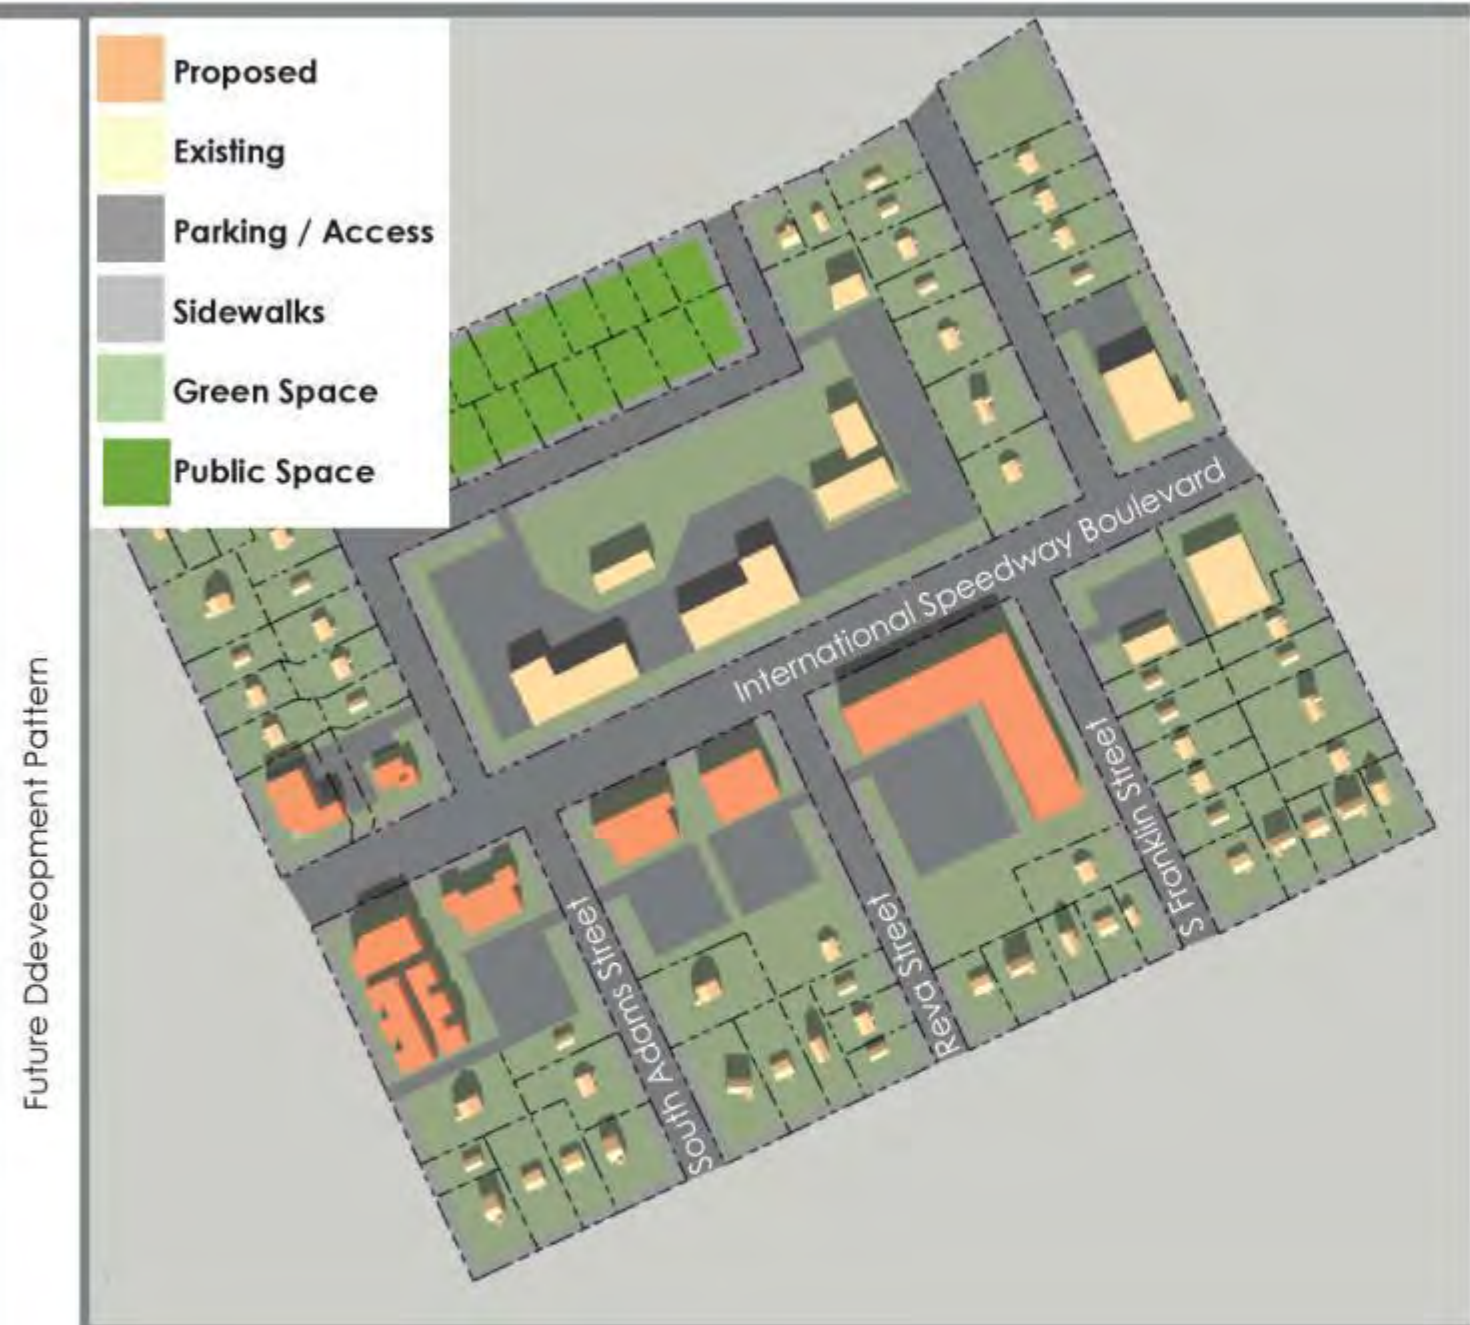 Proposed
Existing
Parking / Access
Sidewalks
Green Space
Public Space
International Speedway Boulevard
South Adams Street
Reva Street
S Franklin Street
Future Ddeveopment Pattern